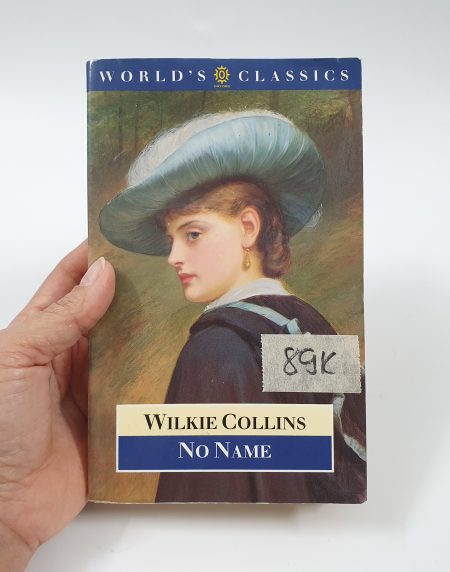 WORLD'S CLASSICS
89K
WILKIE COLLINS
NO NAME